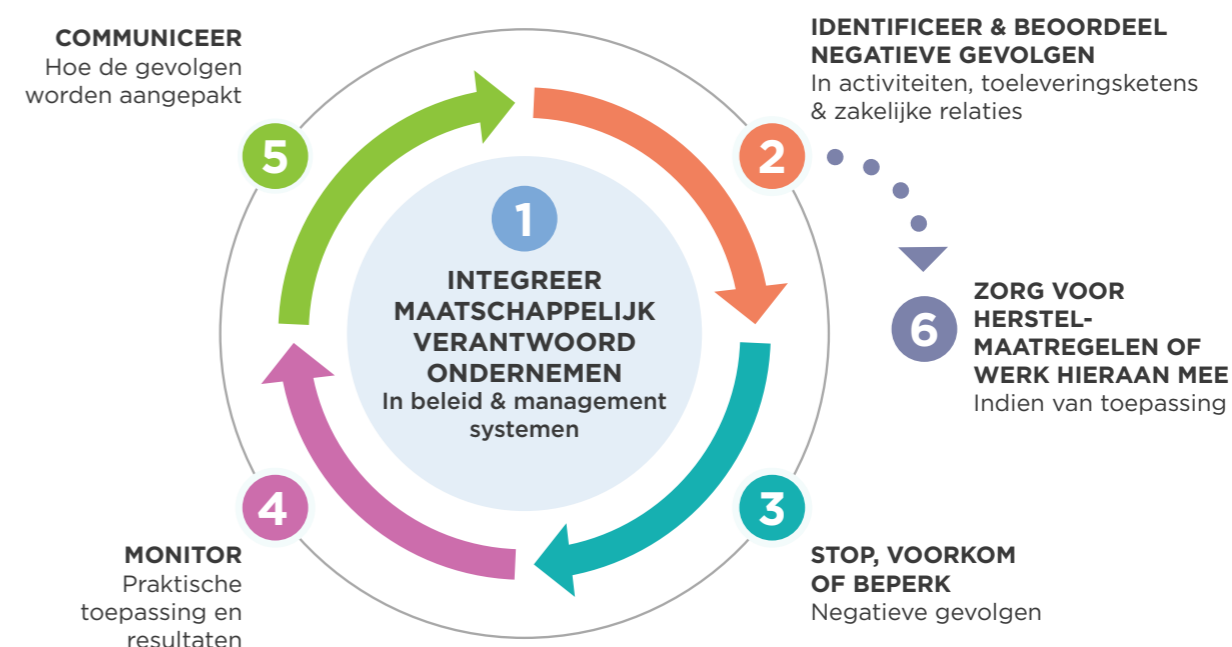 1
INTEGREER
MAATSCHAPPELIJK
VERANTWOORD
ONDERNEMEN
In beleid & management
systemen
2
IDENTIFICEER & BEOORDEEL
NEGATIEVE GEVOLGEN
In activiteiten, toeleveringsketens
& zakelijke relaties
3
STOP, VOORKOM
OF BEPERK
Negatieve gevolgen
4
MONITOR
Praktische
toepassing en
resultaten
5
COMMUNICEER
Hoe de gevolgen
worden aangepakt
6
ZORG VOOR
HERSTEL-
MAATREGELEN OF
WERK HIERAAN MEE
Indien van toepassing